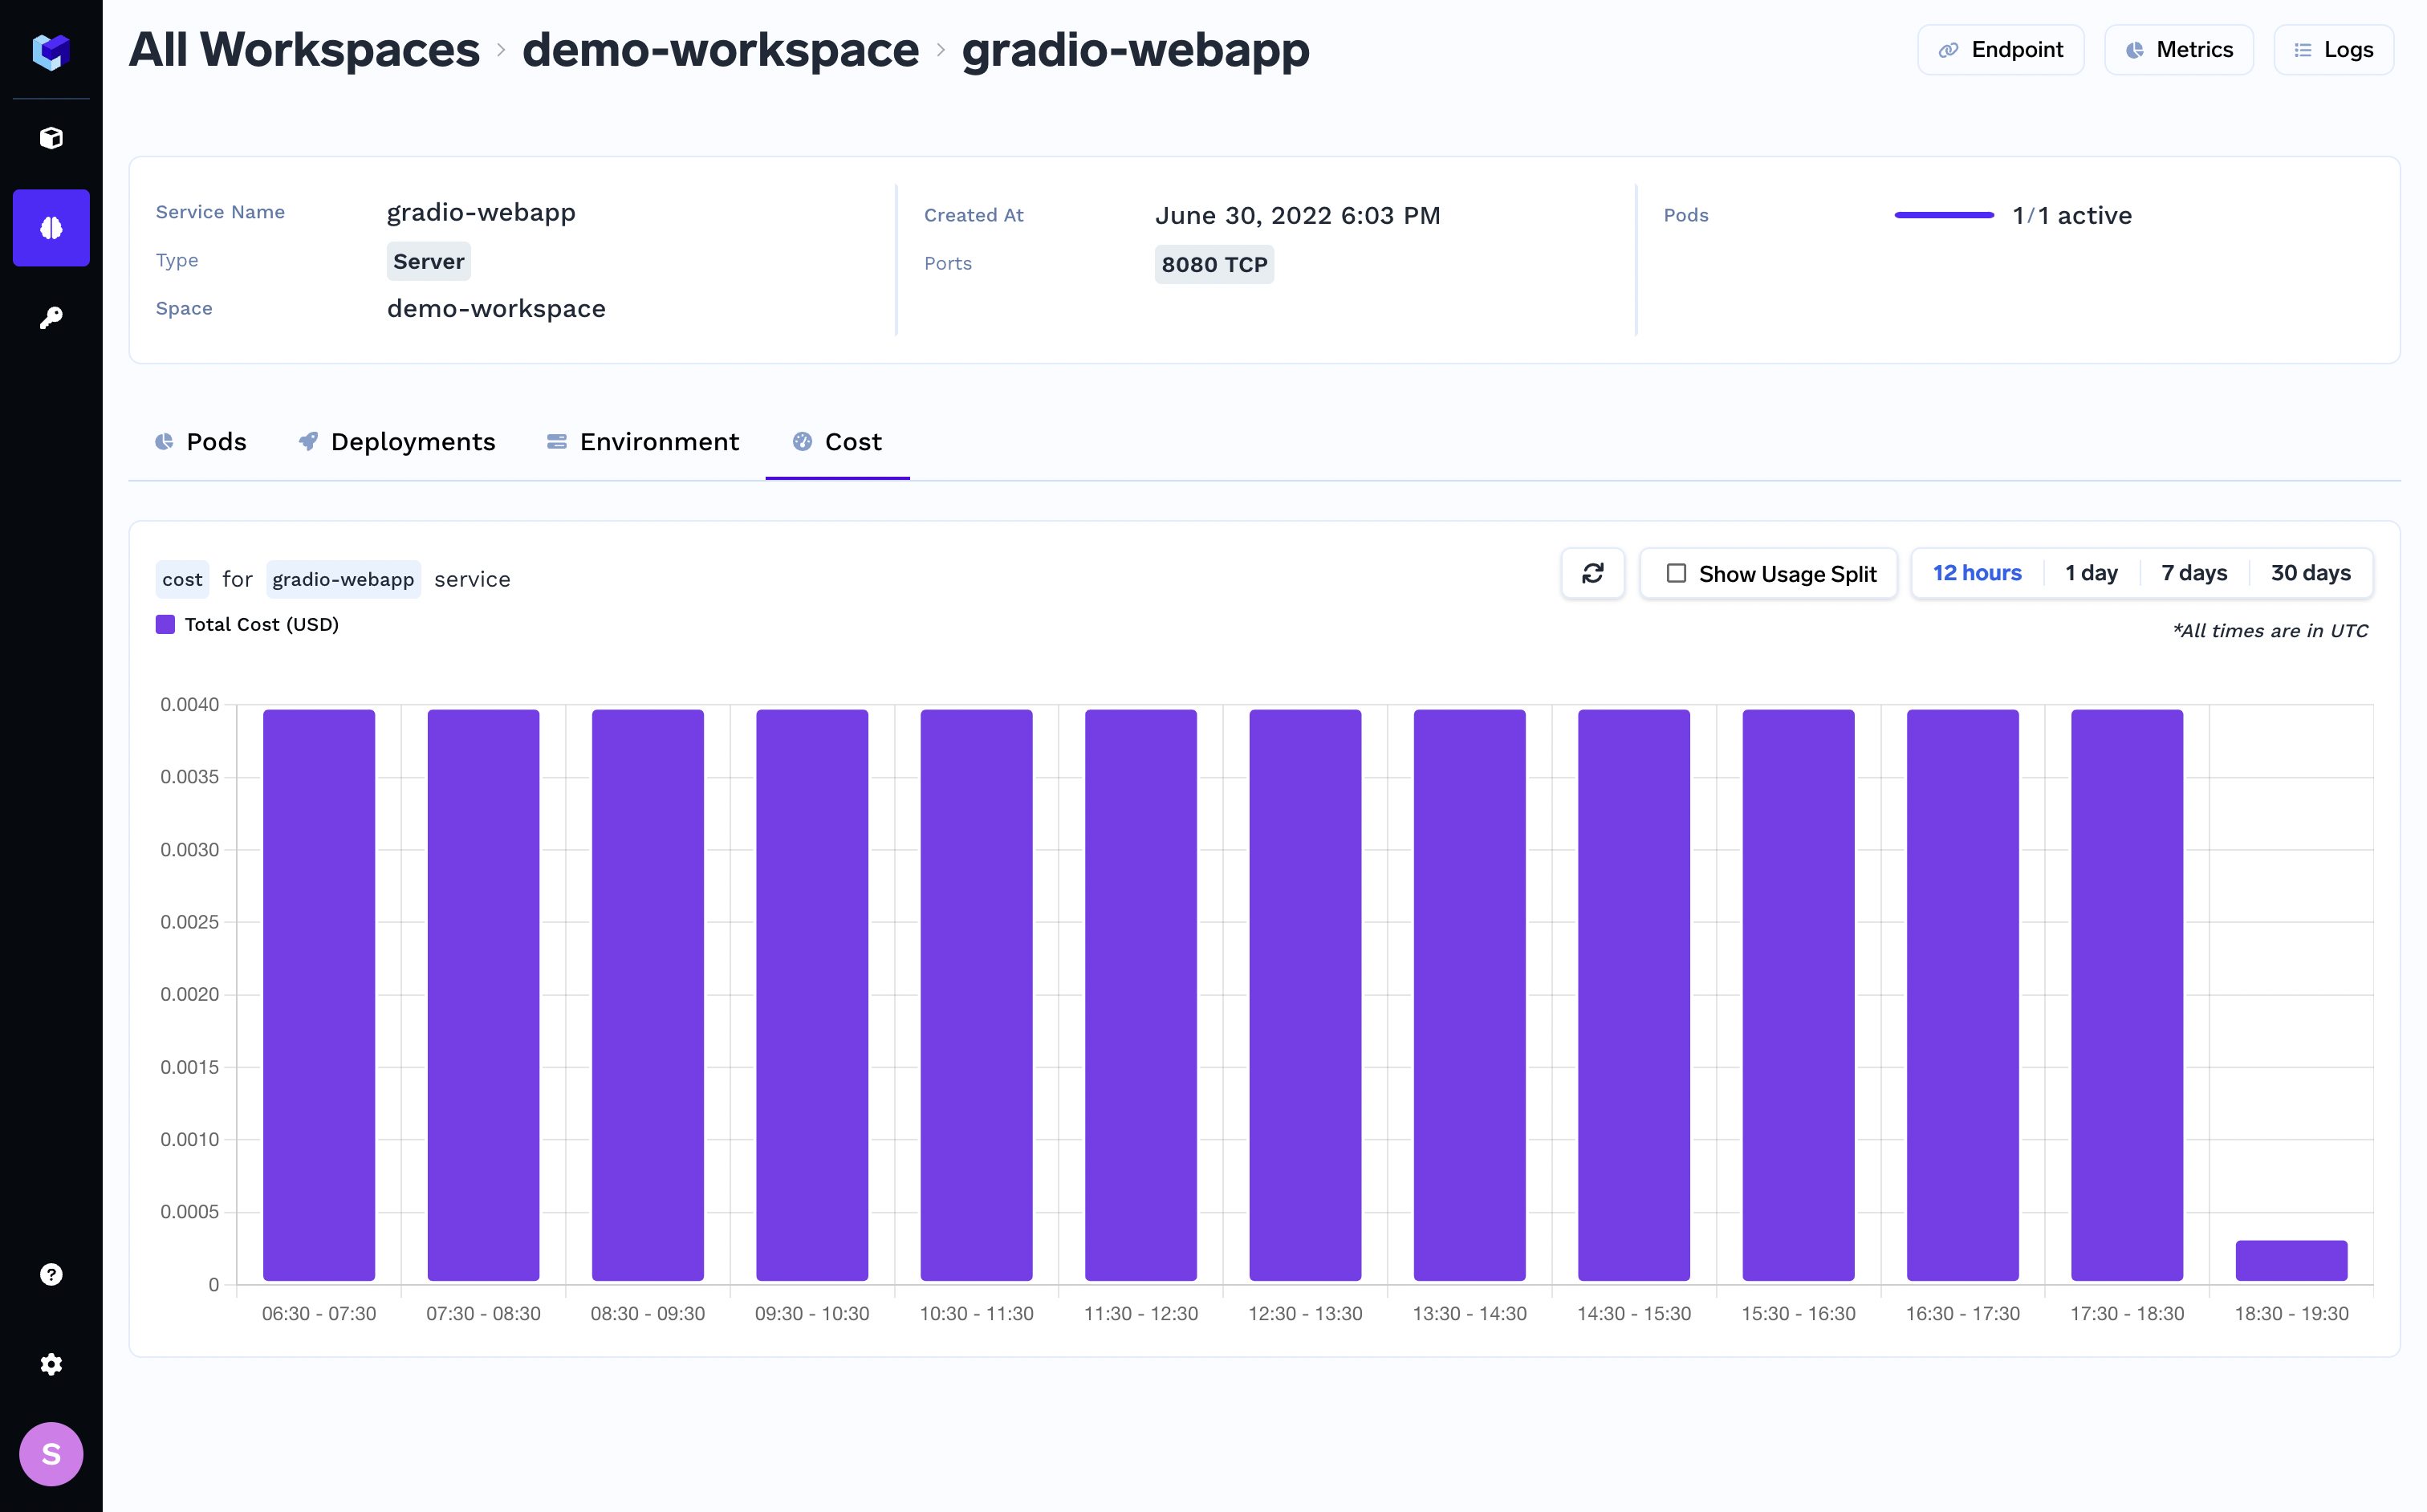 All Workspaces > demo-workspace > gradio-webapp
Endpoint
Metrics
Logs
Service Name gradio-webapp
Type Server
Space demo-workspace
Created At June 30, 2022 6:03 PM
Ports 8080 TCP
Pods 1/1 active
Pods
Deployments
Environment
Cost
cost for gradio-webapp service
Show Usage Split
12 hours
1 day
7 days
30 days
Total Cost (USD)
*All times are in UTC
0.0040
0.0035
0.0030
0.0025
0.0020
0.0015
0.0010
0.0005
0
06:30 - 07:30
07:30 - 08:30
08:30 - 09:30
09:30 - 10:30
10:30 - 11:30
11:30 - 12:30
12:30 - 13:30
13:30 - 14:30
14:30 - 15:30
15:30 - 16:30
16:30 - 17:30
17:30 - 18:30
18:30 - 19:30
?
S